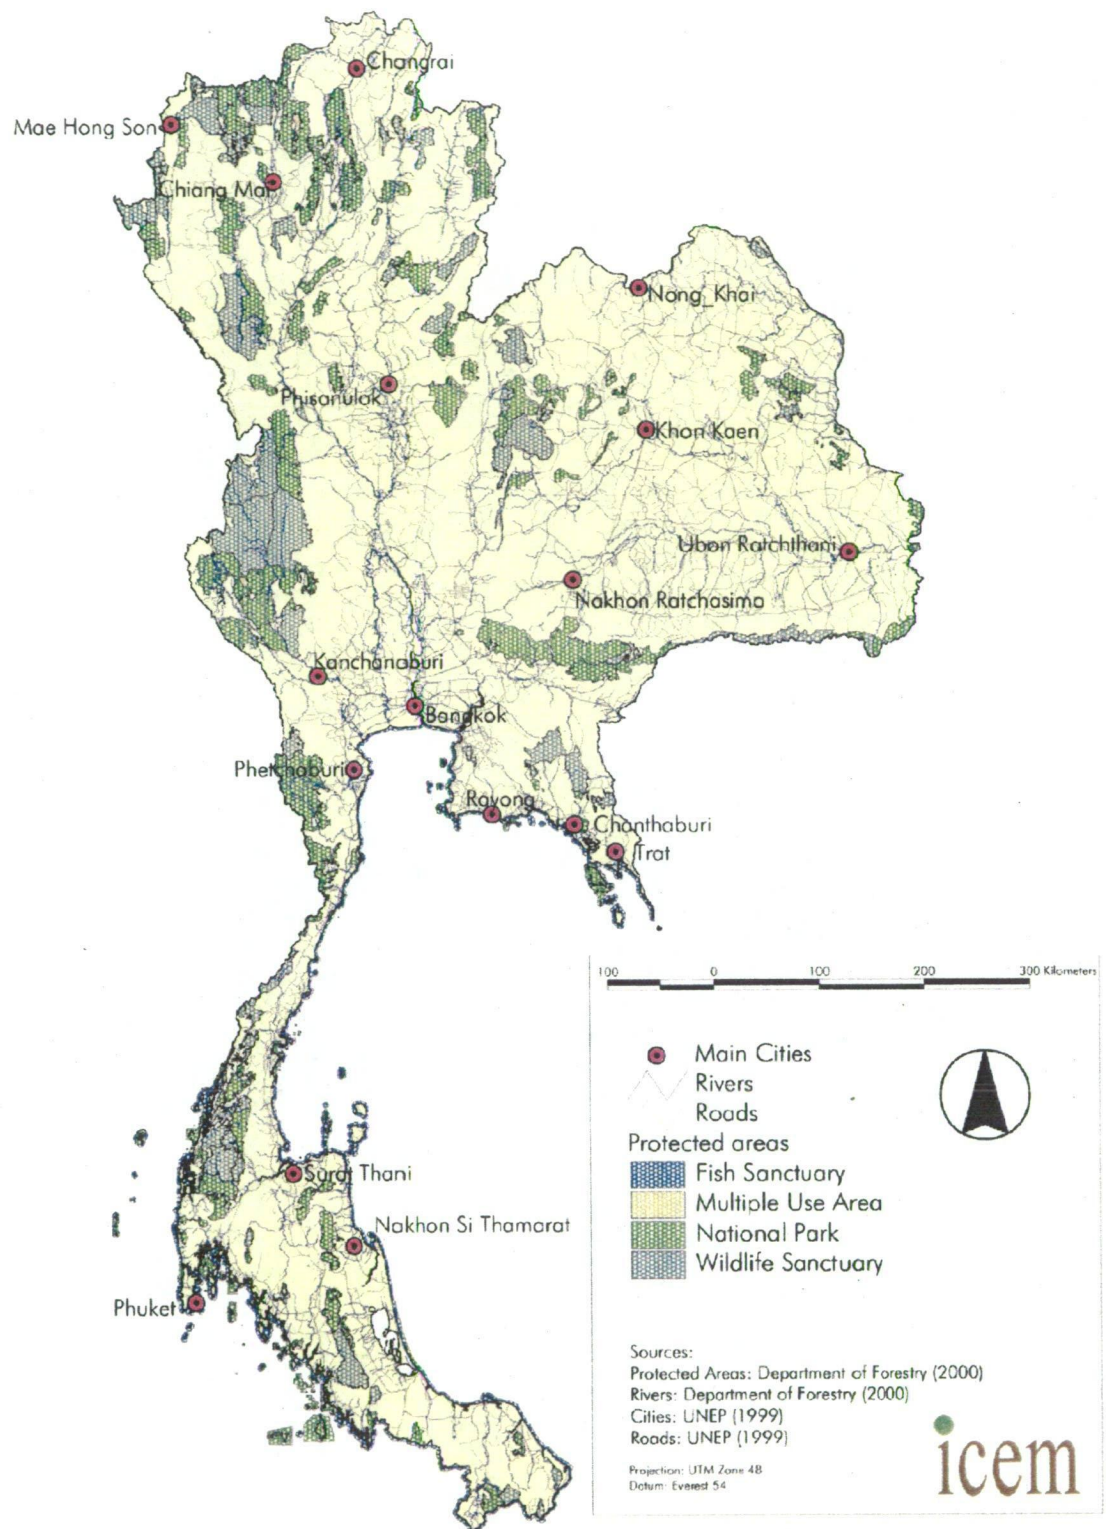 Changrai
Mae Hong Son
Chiang Mai
Nong_Khai
Phisanulok
Khon Kaen
Ubon Ratchthani
Nakhon Ratchasima
Kanchanaburi
Bangkok
Phetchaburi
Rayong
Chanthaburi
Trat
100 0 100 200 300 Kilometers
Main Cities
Rivers
Roads
Protected areas
Fish Sanctuary
Multiple Use Area
National Park
Wildlife Sanctuary
Surat Thani
Nakhon Si Thamarat
Phuket
Sources:
Protected Areas: Department of Forestry (2000)
Rivers: Department of Forestry (2000)
Cities: UNEP (1999)
Roads: UNEP (1999)
Projection: UTM Zone 48
Datum: Everest 54
icem